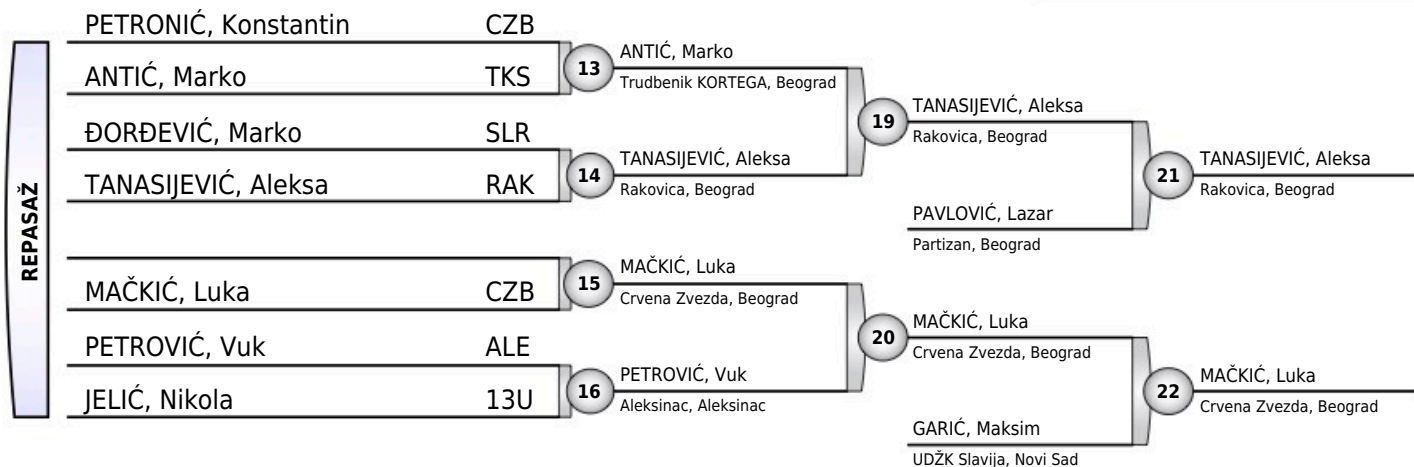 REPASAŽ
PETRONIĆ, Konstantin CZB
ANTIĆ, Marko TKS
ĐORĐEVIĆ, Marko SLR
TANASIJEVIĆ, Aleksa RAK
MAČKIĆ, Luka CZB
PETROVIĆ, Vuk ALE
JELIĆ, Nikola 13U
13
ANTIĆ, Marko
Trudbenik KORTEGA, Beograd
14
TANASIJEVIĆ, Aleksa
Rakovica, Beograd
15
MAČKIĆ, Luka
Crvena Zvezda, Beograd
16
PETROVIĆ, Vuk
Aleksinac, Aleksinac
19
TANASIJEVIĆ, Aleksa
Rakovica, Beograd
PAVLOVIĆ, Lazar
Partizan, Beograd
20
MAČKIĆ, Luka
Crvena Zvezda, Beograd
GARIĆ, Maksim
UDŽK Slavija, Novi Sad
21
TANASIJEVIĆ, Aleksa
Rakovica, Beograd
22
MAČKIĆ, Luka
Crvena Zvezda, Beograd